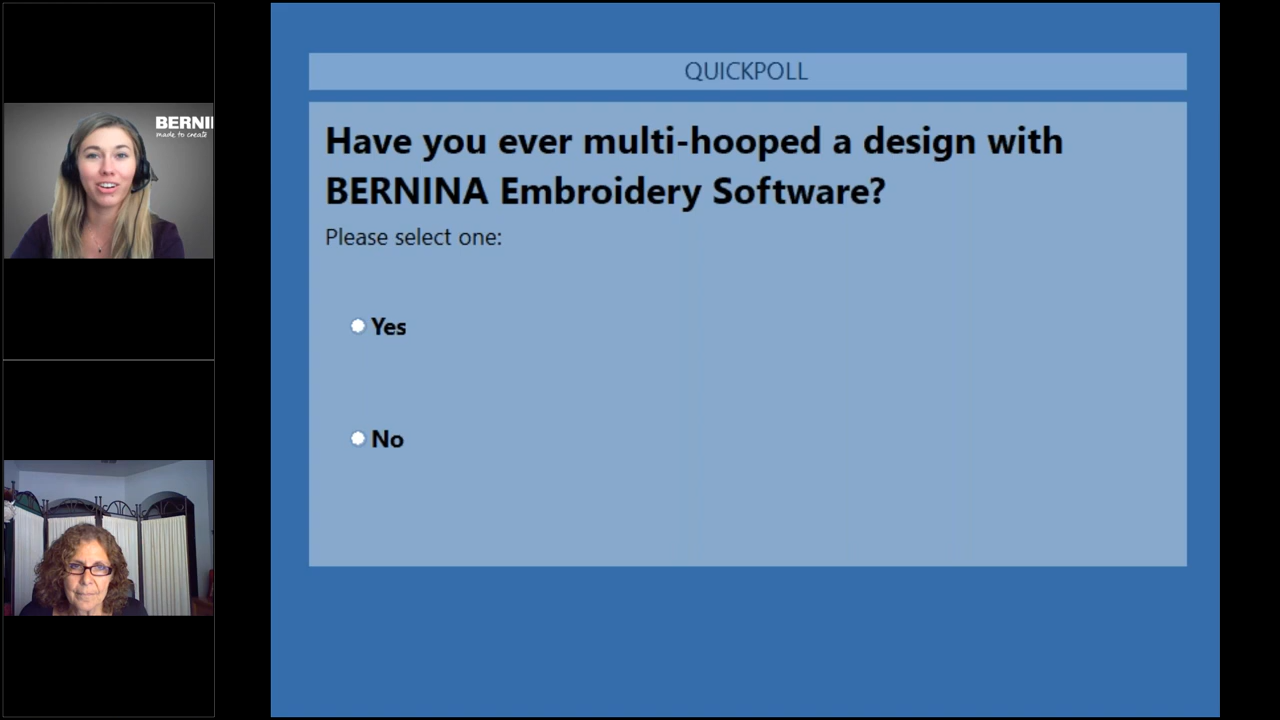 BERNI
made to create
QUICKPOLL
Have you ever multi-hooped a design with
BERNINA Embroidery Software?
Please select one:
Yes
No